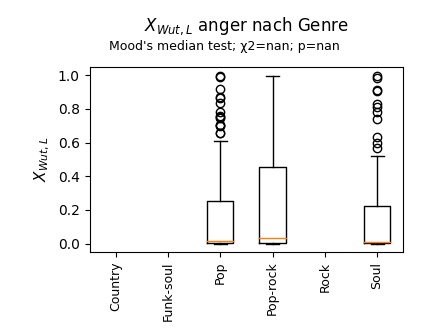 X_{Wut, L} anger nach Genre
Mood's median test; χ2=nan; p=nan
X_{Wut, L}
1.0
0.8
0.6
0.4
0.2
0.0
Country
Funk-soul
Pop
Pop-rock
Rock
Soul